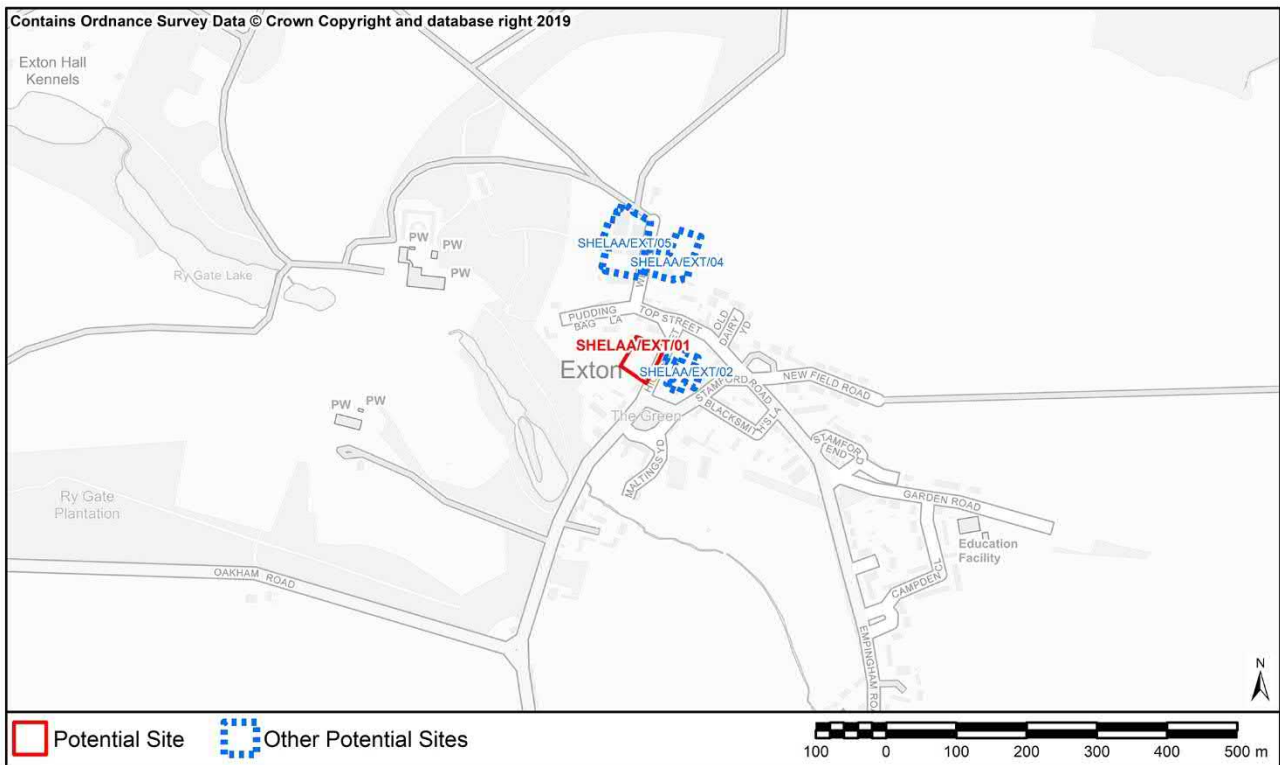 Contains Ordnance Survey Data © Crown Copyright and database right 2019
Exton Hall
Kennels
PW
PW
PW
Ry Gate Lake
SHELAA/EXT/05
SHELAA/EXT/04
PUDDING
BAG LA
TOP STREET
OLD
DAIRY
YD
SHELAA/EXT/01
Exton
SHELAA/EXT/02
STAMFORD ROAD
NEW FIELD ROAD
BLACKSMITH'S LA
The Green
PW
PW
MALTINGS YD
STAMFORD
END
Ry Gate
Plantation
GARDEN ROAD
Education
Facility
OAKHAM ROAD
CAMPDEN CL
EMPINGHAM ROAD
N
Potential Site
Other Potential Sites
100 0 100 200 300 400 500 m